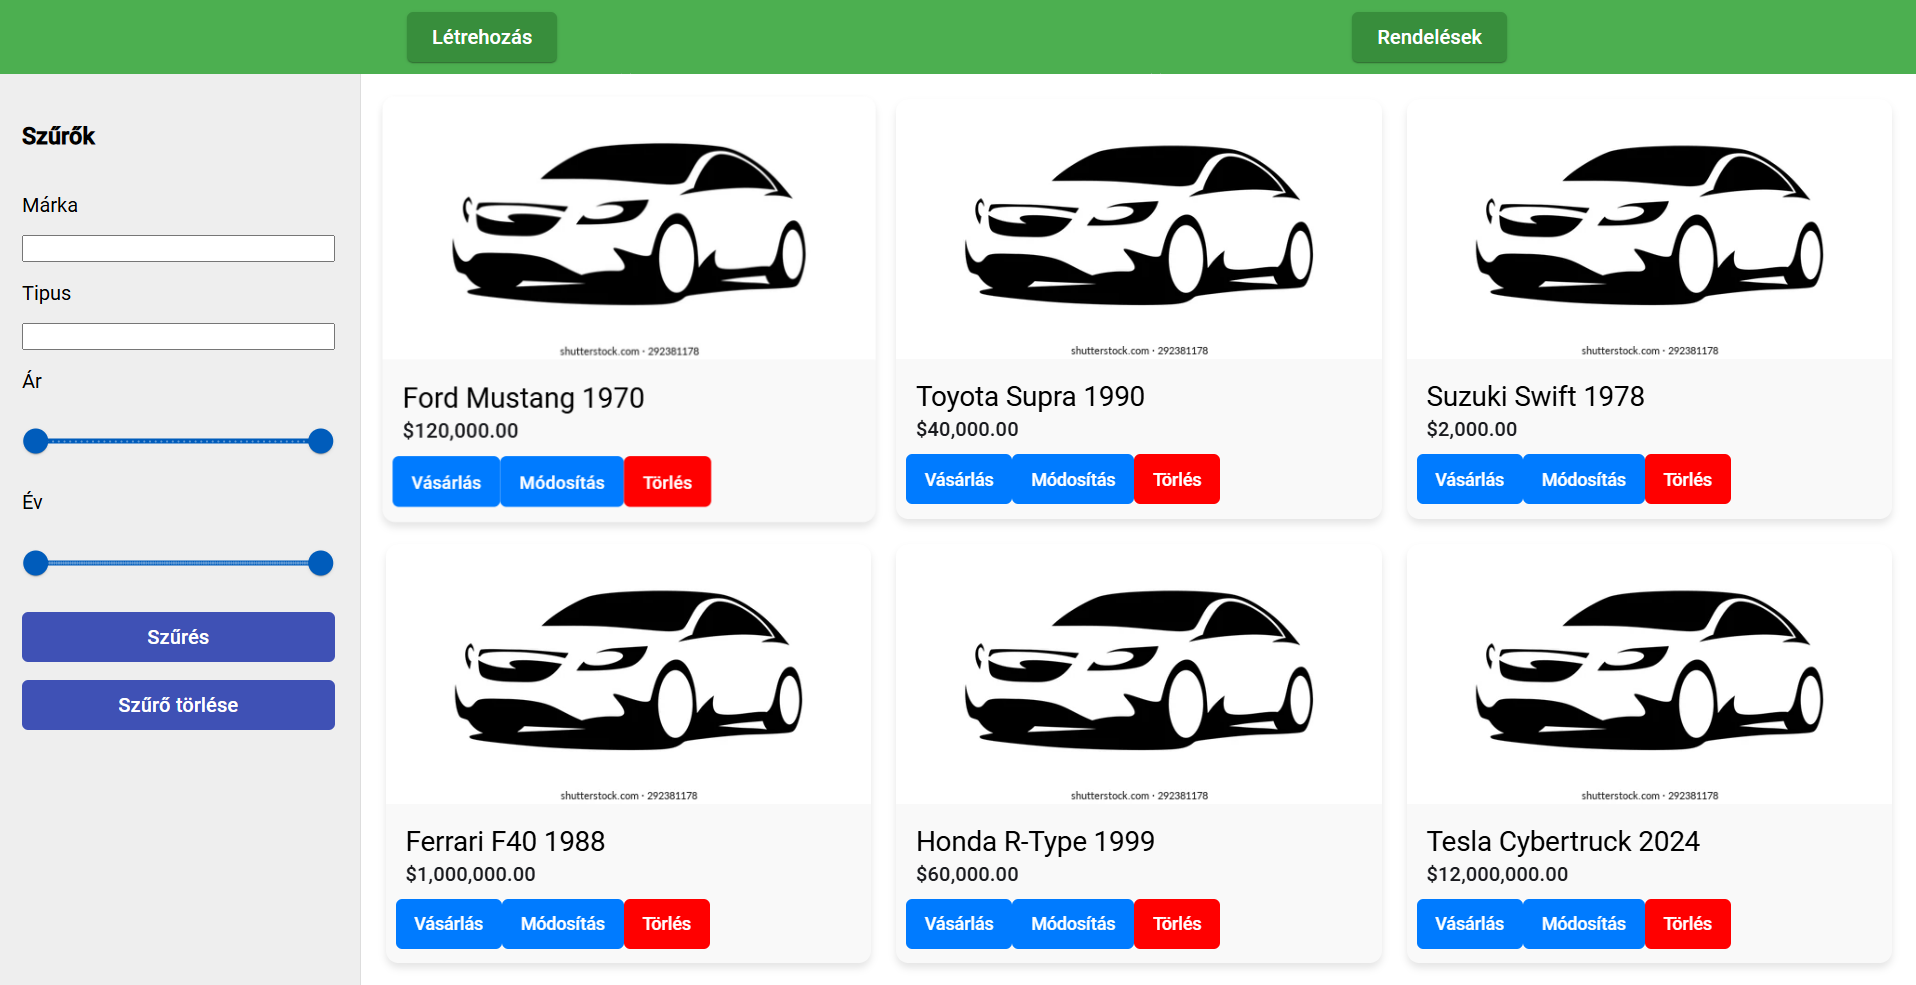 Létrehozás
Rendelések
Szűrők
Márka
Tipus
Ár
Év
Szűrés
Szűrő törlése
shutterstock.com · 292381178
Ford Mustang 1970
$120,000.00
Vásárlás Módosítás Törlés
shutterstock.com · 292381178
Toyota Supra 1990
$40,000.00
Vásárlás Módosítás Törlés
shutterstock.com · 292381178
Suzuki Swift 1978
$2,000.00
Vásárlás Módosítás Törlés
shutterstock.com · 292381178
Ferrari F40 1988
$1,000,000.00
Vásárlás Módosítás Törlés
shutterstock.com · 292381178
Honda R-Type 1999
$60,000.00
Vásárlás Módosítás Törlés
shutterstock.com · 292381178
Tesla Cybertruck 2024
$12,000,000.00
Vásárlás Módosítás Törlés